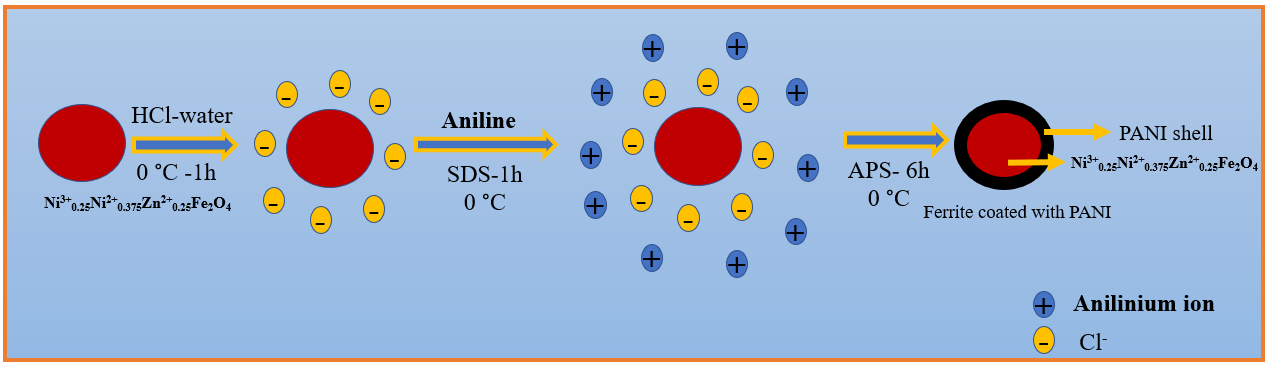 HCl-water
0 °C -1h
Ni³⁺₀.₂₅Ni²⁺₀.₃₇₅Zn²⁺₀.₂₅Fe₂O₄
- - - - - - - - -
Aniline
SDS-1h
0 °C
+ + + + + + + + + + +
- - - - - - - - -
APS- 6h
0 °C
PANI shell
Ni³⁺₀.₂₅Ni²⁺₀.₃₇₅Zn²⁺₀.₂₅Fe₂O₄
Ferrite coated with PANI
+ Anilinium ion
- Cl⁻